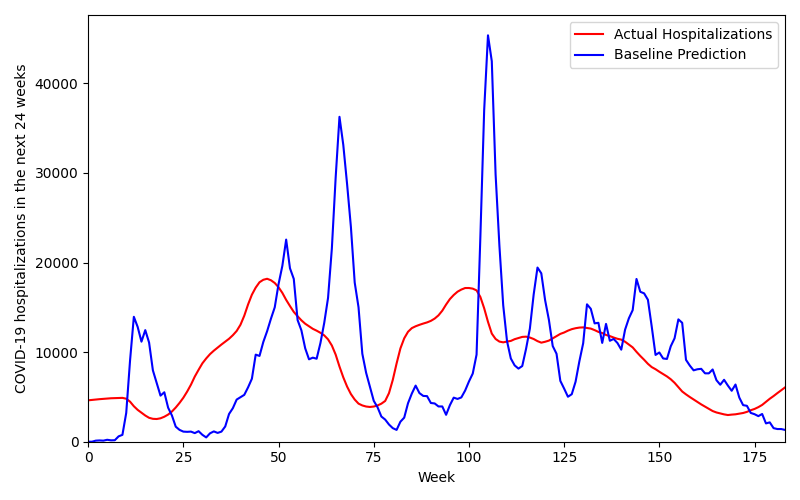 Actual Hospitalizations
Baseline Prediction
COVID-19 hospitalizations in the next 24 weeks
40000
30000
20000
10000
0
0 25 50 75 100 125 150 175
Week